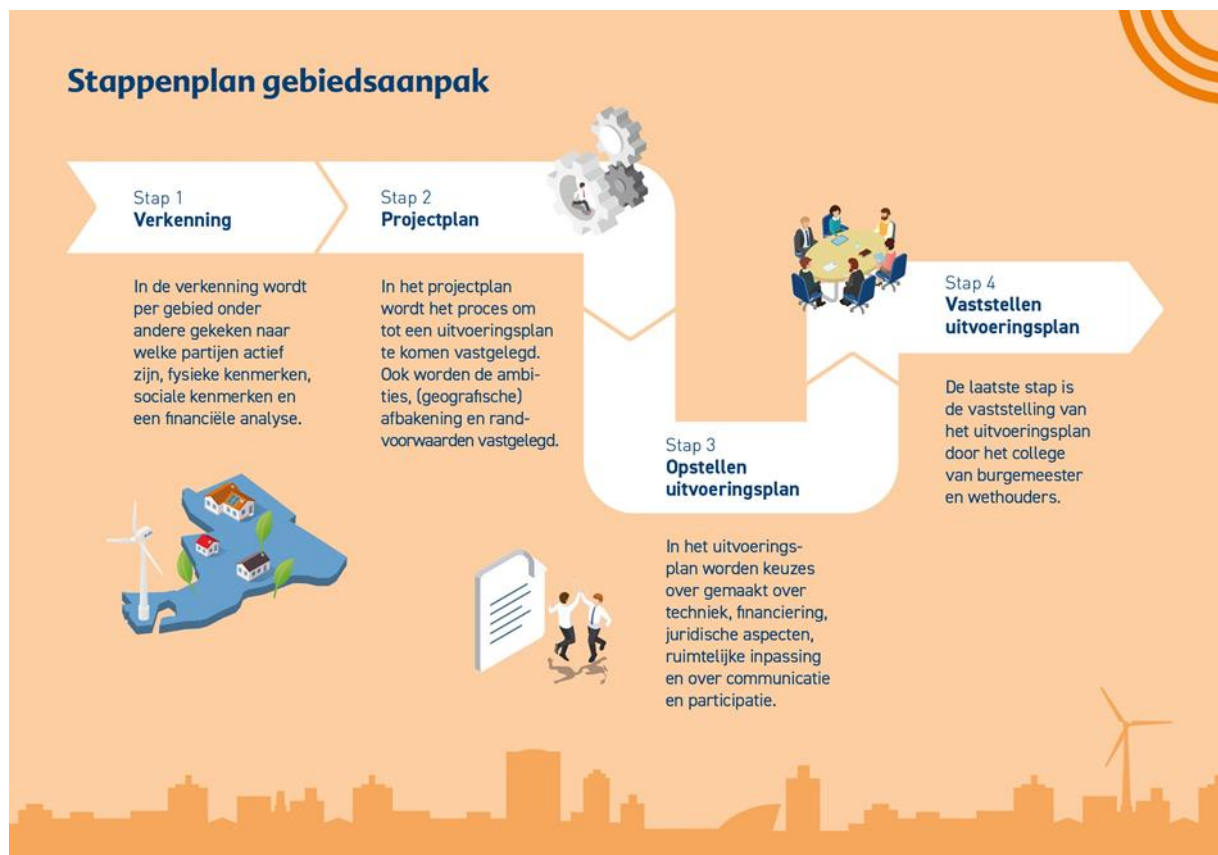 Stappenplan gebiedsaanpak
Stap 1
Verkenning
In de verkenning wordt
per gebied onder
andere gekeken naar
welke partijen actief
zijn, fysieke kenmerken,
sociale kenmerken en
een financiële analyse.
Stap 2
Projectplan
In het projectplan
wordt het proces om
tot een uitvoeringsplan
te komen vastgelegd.
Ook worden de ambi-
ties, (geografische)
afbakening en rand-
voorwaarden vastgelegd.
Stap 3
Opstellen
uitvoeringsplan
In het uitvoerings-
plan worden keuzes
over gemaakt over
techniek, financiering,
juridische aspecten,
ruimtelijke inpassing
en over communicatie
en participatie.
Stap 4
Vaststellen
uitvoeringsplan
De laatste stap is
de vaststelling van
het uitvoeringsplan
door het college
van burgemeester
en wethouders.